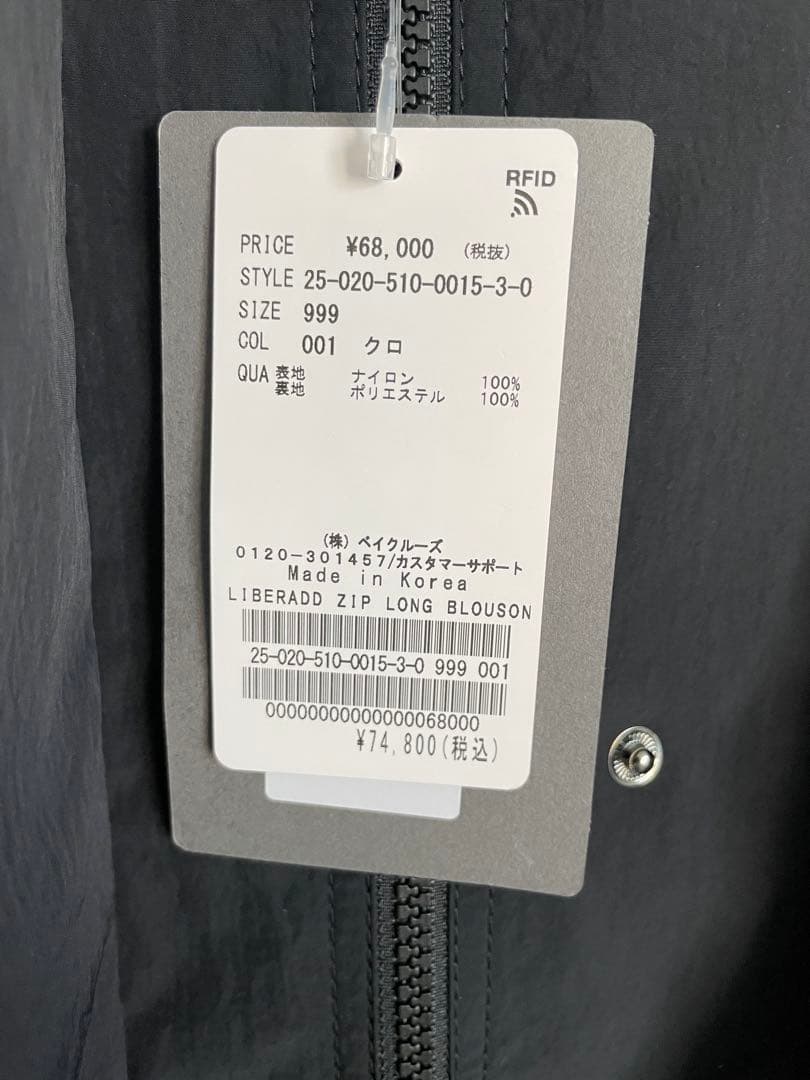 RFID
PRICE ¥68,000 (税抜)
STYLE 25-020-510-0015-3-0
SIZE 999
COL 001 クロ
QUA 表地 ナイロン 100%
裏地 ポリエステル 100%
(株) ベイクルーズ
0120-301457/カスタマーサポート
Made in Korea
LIBERADD ZIP LONG BLOUSON
25-020-510-0015-3-0 999 001
00000000000000068000
¥74,800(税込)